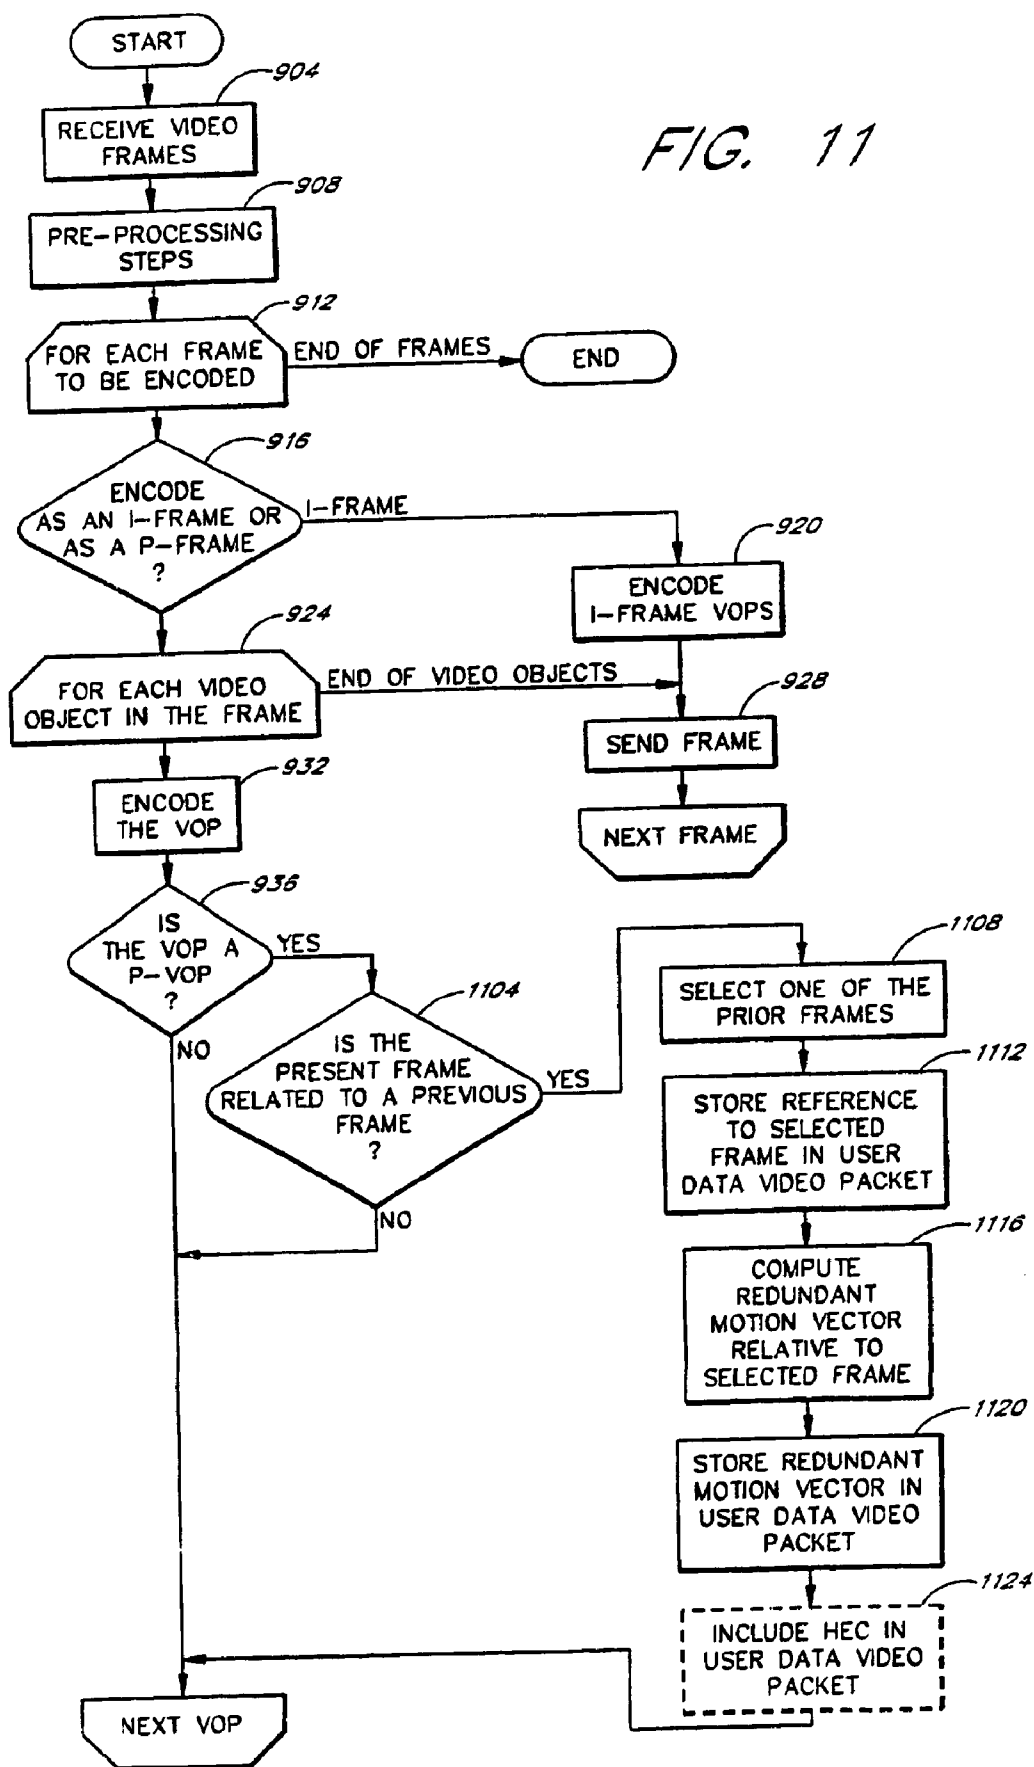 START
904
RECEIVE VIDEO
FRAMES
FIG. 11
908
PRE-PROCESSING
STEPS
912
FOR EACH FRAME
TO BE ENCODED
END OF FRAMES
END
916
ENCODE
AS AN I-FRAME OR
AS A P-FRAME
?
I-FRAME
920
ENCODE
I-FRAME VOPS
924
FOR EACH VIDEO
OBJECT IN THE FRAME
END OF VIDEO OBJECTS
928
SEND FRAME
932
ENCODE
THE VOP
NEXT FRAME
936
IS
THE VOP A
P-VOP
?
YES
NO
1104
IS THE
PRESENT FRAME
RELATED TO A PREVIOUS
FRAME
?
YES
NO
1108
SELECT ONE OF THE
PRIOR FRAMES
1112
STORE REFERENCE
TO SELECTED
FRAME IN USER
DATA VIDEO PACKET
1116
COMPUTE
REDUNDANT
MOTION VECTOR
RELATIVE TO
SELECTED FRAME
1120
STORE REDUNDANT
MOTION VECTOR IN
USER DATA VIDEO
PACKET
1124
INCLUDE HEC IN
USER DATA VIDEO
PACKET
NEXT VOP